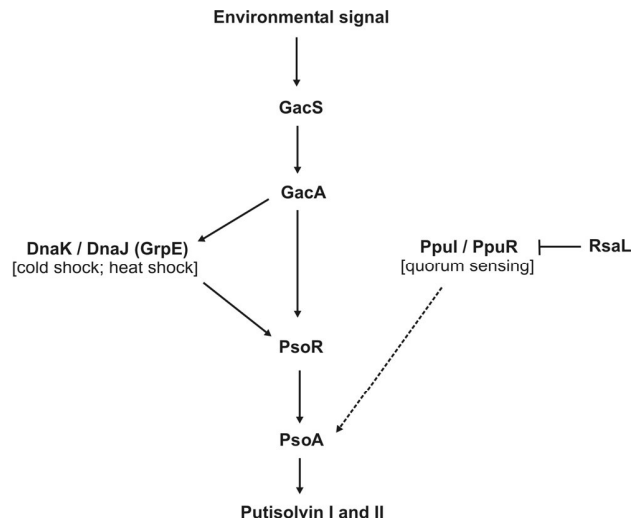 Environmental signal
GacS
GacA
DnaK / DnaJ (GrpE)
[cold shock; heat shock]
PpuI / PpuR
[quorum sensing]
RsaL
PsoR
PsoA
Putisolvin I and II